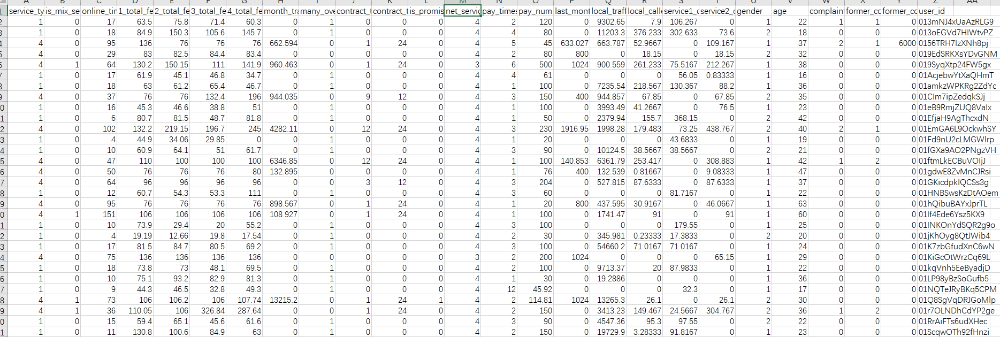 service_ty is_mix_se online_tir 1_total_fe 2_total_fe 3_total_fe 4_total_fe month_tra many_ove contract_t contract_t is_promis net_servic pay_times pay_num last_mont local_traff local_calle service1_c service2_c gender age complaint former_cc former_cc user_id
1 0 17 63.5 75.8 71.4 60.3 0 1 0 0 0 4 2 120 0 9302.65 7.9 106.267 0 1 22 1 1 0 013mNJ4xUaAzRLG9
1 0 18 84.9 150.3 105.6 145.7 0 1 0 0 0 4 4 80 0 11203.3 376.233 302.633 73.6 2 18 0 0 0 013oEGVd7HIWtvPZ
4 0 95 136 76 76 76 662.594 0 1 24 0 4 5 45 633.027 663.787 52.9667 0 109.167 1 37 2 1 6000 0156TRH7IzXNh8pj
4 0 29 83 82.5 84.4 83.4 0 0 0 0 0 4 2 80 800 0 18.15 0 18.15 2 32 0 0 0 019EdSRKXsYDvGNM
4 1 64 130.2 150.15 111 141.9 960.463 0 1 24 0 3 6 500 1024 900.559 261.233 75.5167 212.267 1 38 0 0 0 019SyqXtp24FW5gx
1 0 17 61.9 45.1 46.8 34.7 0 1 0 0 0 4 4 61 0 0 0 56.05 0.83333 1 16 0 0 0 01AcjebwYtXaQHmT
1 0 18 63 61.2 65.4 46.7 0 1 0 0 0 4 1 100 0 7235.54 218.567 130.367 88.2 1 36 0 0 0 01amkzWPKRg2ZdYc
4 0 37 76 76 132.4 196 944.035 0 9 12 0 4 3 150 400 944.857 67.85 0 67.85 2 35 0 0 0 01CIm7ipZedqkSJj
1 0 16 45.3 46.6 38.8 51 0 1 0 0 0 4 1 100 0 3993.49 41.2667 0 76.5 1 23 0 0 0 01eB9RmjZUQ8VaIx
1 0 6 80.7 81.5 48.7 81.8 0 1 0 0 0 4 1 50 0 2379.94 155.7 368.15 0 2 42 0 0 0 01EfjaH9AgThcxdN
4 0 102 132.2 219.15 196.7 245 4282.11 0 12 24 0 4 3 230 1916.95 1998.28 179.483 73.25 438.767 2 40 2 1 0 01EmGA6L9OckwhSY
1 0 4 44.9 34.06 29.85 0 0 1 0 0 0 4 1 20 0 0 0 43.6833 0 1 19 0 0 0 01Fd9nU2cLMGWIrp
1 0 10 60.9 64.1 51 61.7 0 1 0 0 0 4 3 90 0 10124.5 38.5667 38.5667 0 2 21 0 0 0 01fGXa9AO2PNgzVH
4 0 47 110 100 100 100 6346.85 0 12 24 0 4 1 100 140.853 6361.79 253.417 0 308.883 1 42 1 2 0 01ftmLkECBuVOIjJ
4 0 50 76 76 76 80 132.895 0 0 0 0 4 1 76 400 132.539 0.81667 0 9.08333 1 47 0 0 0 01gdwE8ZvMnCJRsi
4 0 64 96 96 96 96 0 0 3 12 0 4 3 204 0 527.815 87.6333 0 87.6333 1 37 0 0 0 01GKicdpklQCSs3g
1 0 12 60.7 54.3 53.3 111 0 1 0 0 0 4 3 60 0 0 0 81.7167 0 1 22 0 0 0 01HNBSwsKzDtAOem
4 0 95 76 76 76 76 898.567 0 1 24 0 4 1 20 800 437.595 30.9167 0 46.0667 1 63 0 0 0 01hQibuBAYxJprTL
4 1 151 106 106 106 106 108.927 0 1 24 0 4 1 100 0 1741.47 91 0 91 1 60 0 0 0 01If4Ede6Ysz5KX9
1 0 10 73.9 29.4 20 55.2 0 1 0 0 0 4 3 100 0 0 0 179.55 0 1 25 0 0 0 01INKOnYdSQR2g9o
1 0 4 19.19 12.66 19.8 17.54 0 1 0 0 0 4 2 30 0 345.981 0.23333 17.3833 0 2 20 0 0 0 01jKhOyg8QtJWib4
1 0 17 81.5 84.7 80.5 69.2 0 1 0 0 0 4 3 100 0 54660.2 71.0167 71.0167 0 1 24 0 0 0 01K7zbGfudXnC6wN
4 0 75 136 136 136 136 0 0 0 0 0 3 2 200 1024 0 0 0 65.15 1 29 0 0 0 01KiGcOtWrzCq69L
1 0 18 73.8 73 48.1 69.5 0 1 0 0 0 4 2 100 0 9713.37 20 87.9833 0 1 22 0 0 0 01kqVnh5EeByadjD
1 0 10 75.1 93.2 82.9 81.3 0 1 0 0 0 4 1 30 0 19.2886 0 0 0 1 36 0 0 0 01LP98yBzSoGufb5
1 0 9 44.3 46.5 32.8 49.3 0 1 0 0 0 4 12 45.92 0 0 0 32.3 0 1 17 0 0 0 01NQTeJRyBKq5CPM
4 1 73 106 106.2 106 107.74 13215.2 0 1 24 1 4 2 114.81 1024 13265.3 26.1 0 26.1 2 30 0 0 0 01Q8SgVqDRJGoMIp
4 1 36 110.05 106 326.84 287.64 0 0 1 24 0 4 2 150 0 3413.23 149.467 24.5667 304.767 2 36 1 2 0 01r7OLNDhCdYP2ge
1 0 15 59.4 65.1 45.6 61.6 0 1 0 0 0 4 3 90 0 4547.36 95.3 97.55 0 2 22 0 0 0 01RrAiFTs6udXHec
1 0 11 130.8 100.6 84.9 63 0 1 0 0 0 4 2 150 0 19729.9 3.28333 91.8167 0 1 23 0 0 0 01ScqwOTh92fHnzi